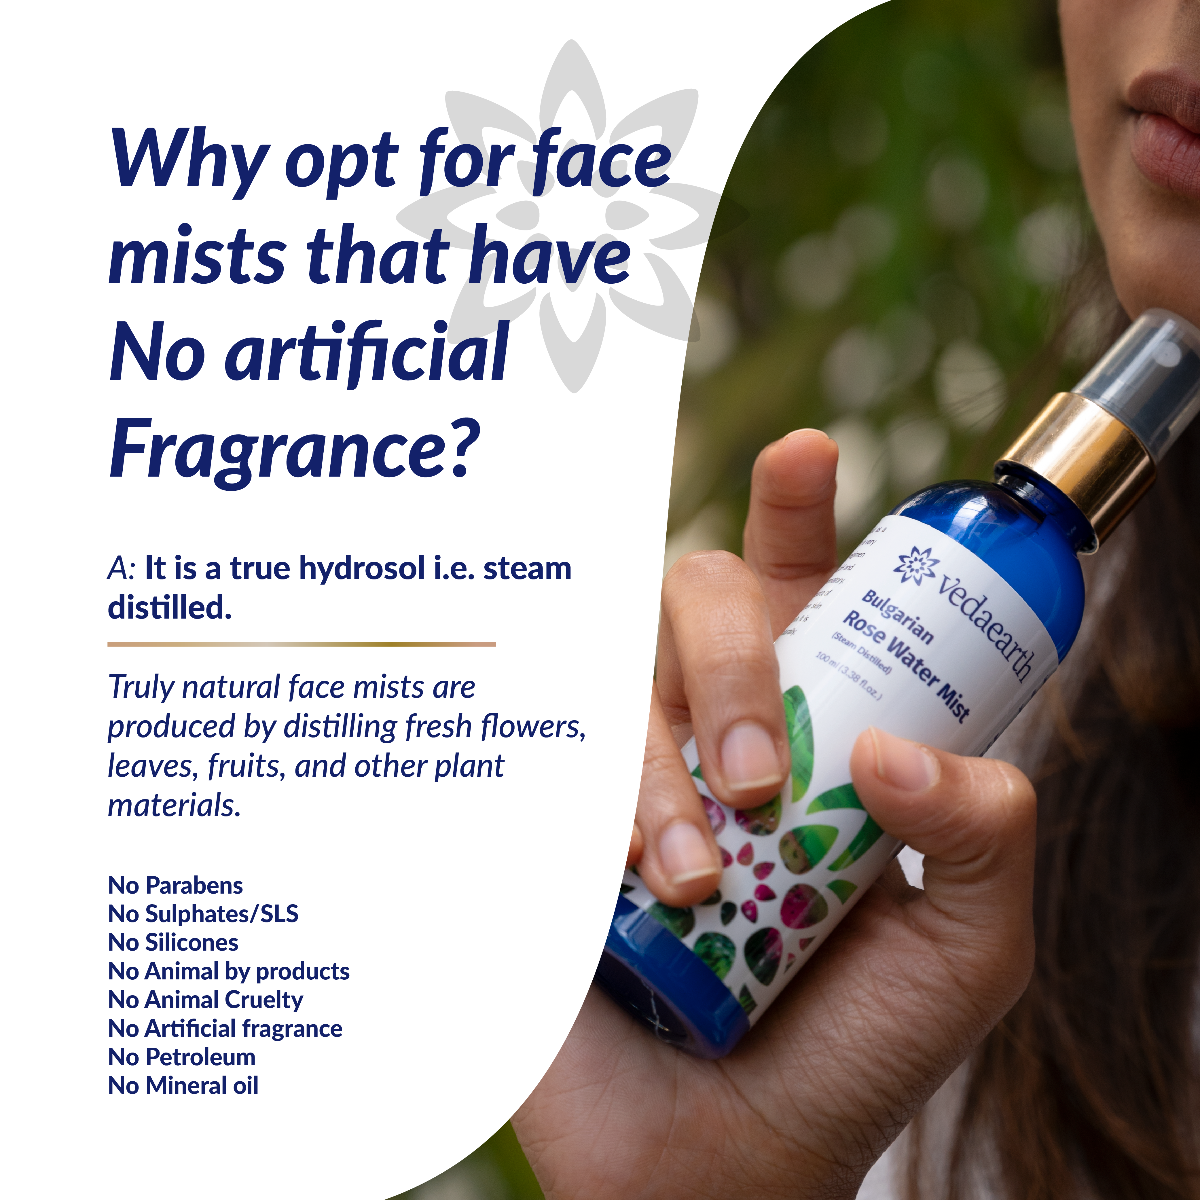 Why opt for face
mists that have
No artificial
Fragrance?
A: It is a true hydrosol i.e. steam
distilled.
Truly natural face mists are
produced by distilling fresh flowers,
leaves, fruits, and other plant
materials.
No Parabens
No Sulphates/SLS
No Silicones
No Animal by products
No Animal Cruelty
No Artificial fragrance
No Petroleum
No Mineral oil
vedaearth
Bulgarian
Rose Water Mist
(Steam Distilled)
100 ml (3.38 fl.oz.)